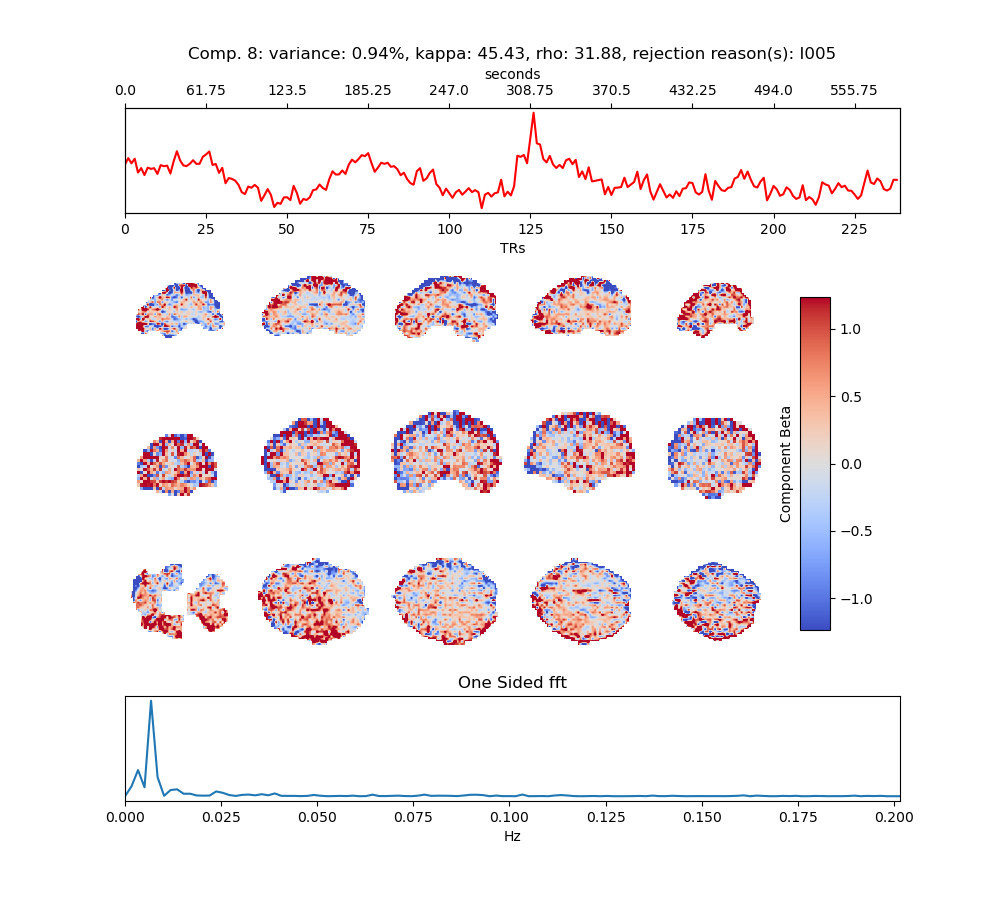 Comp. 8: variance: 0.94%, kappa: 45.43, rho: 31.88, rejection reason(s): I005
seconds
0.0 61.75 123.5 185.25 247.0 308.75 370.5 432.25 494.0 555.75
0 25 50 75 100 125 150 175 200 225
TRs
1.0
0.5
0.0
−0.5
−1.0
Component Beta
One Sided fft
0.000 0.025 0.050 0.075 0.100 0.125 0.150 0.175 0.200
Hz